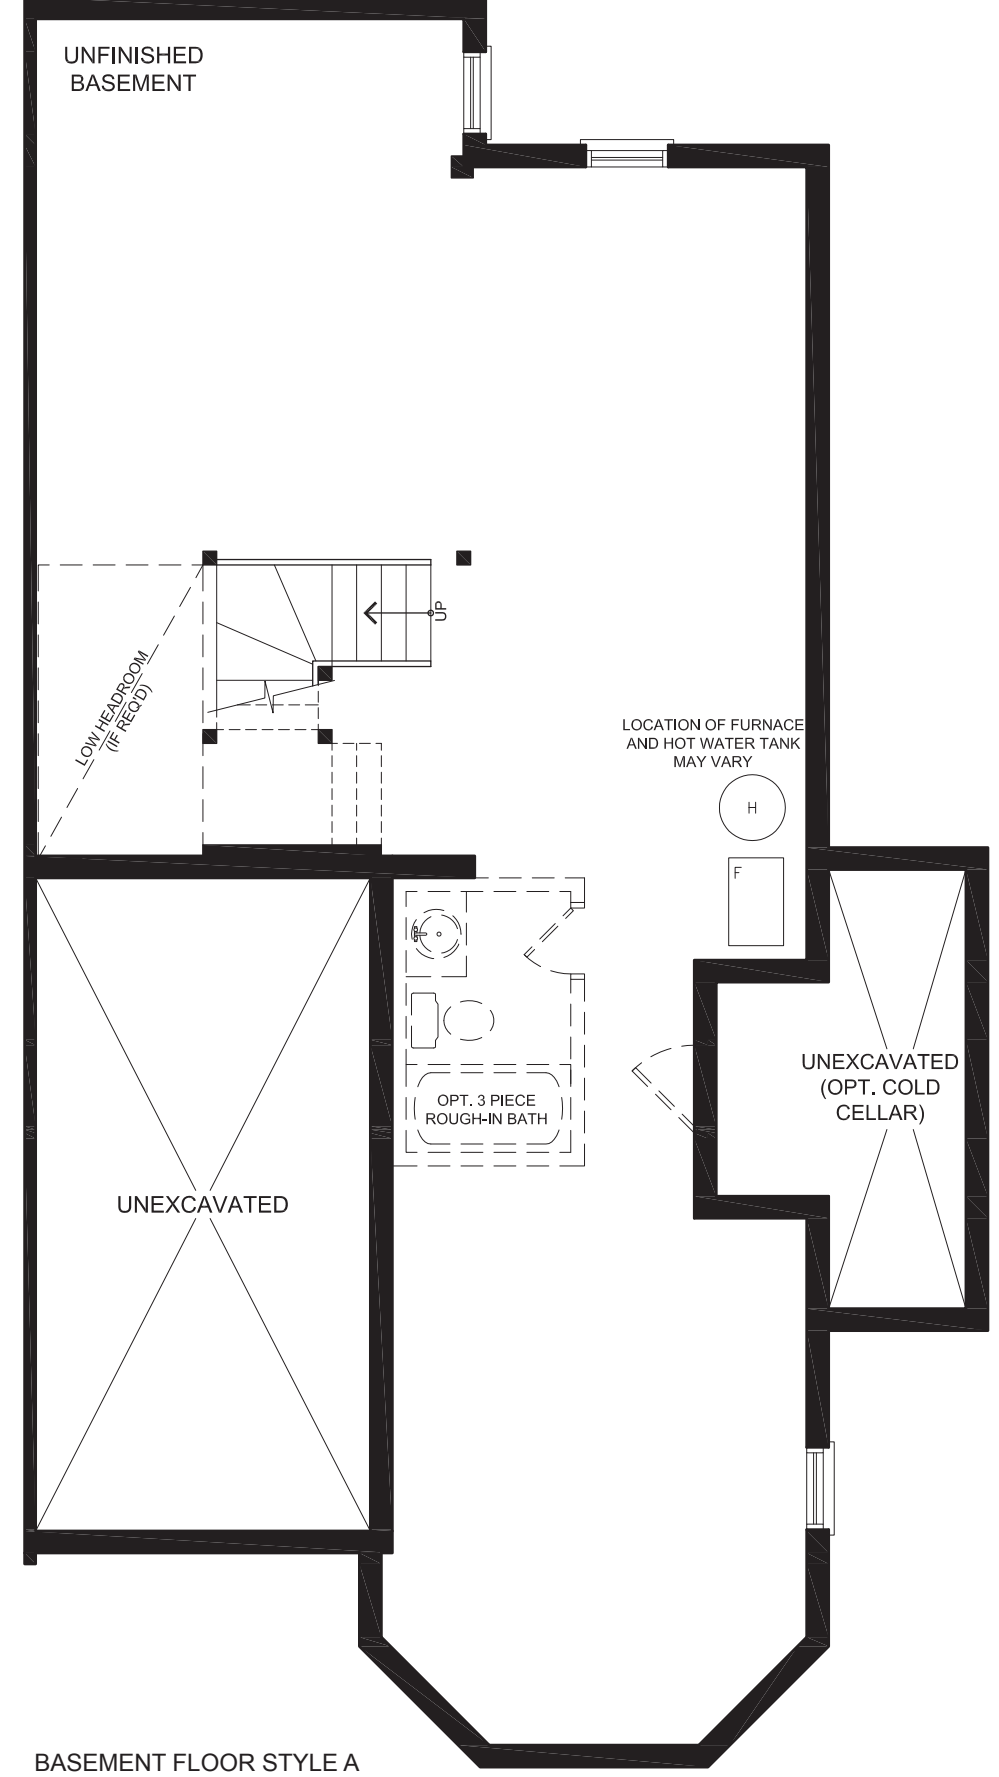 UNFINISHED
BASEMENT
UP
LOW HEADROOM
(IF REQ'D)
LOCATION OF FURNACE
AND HOT WATER TANK
MAY VARY
H
F
UNEXCAVATED
(OPT. COLD
CELLAR)
OPT. 3 PIECE
ROUGH-IN BATH
UNEXCAVATED
BASEMENT FLOOR STYLE A